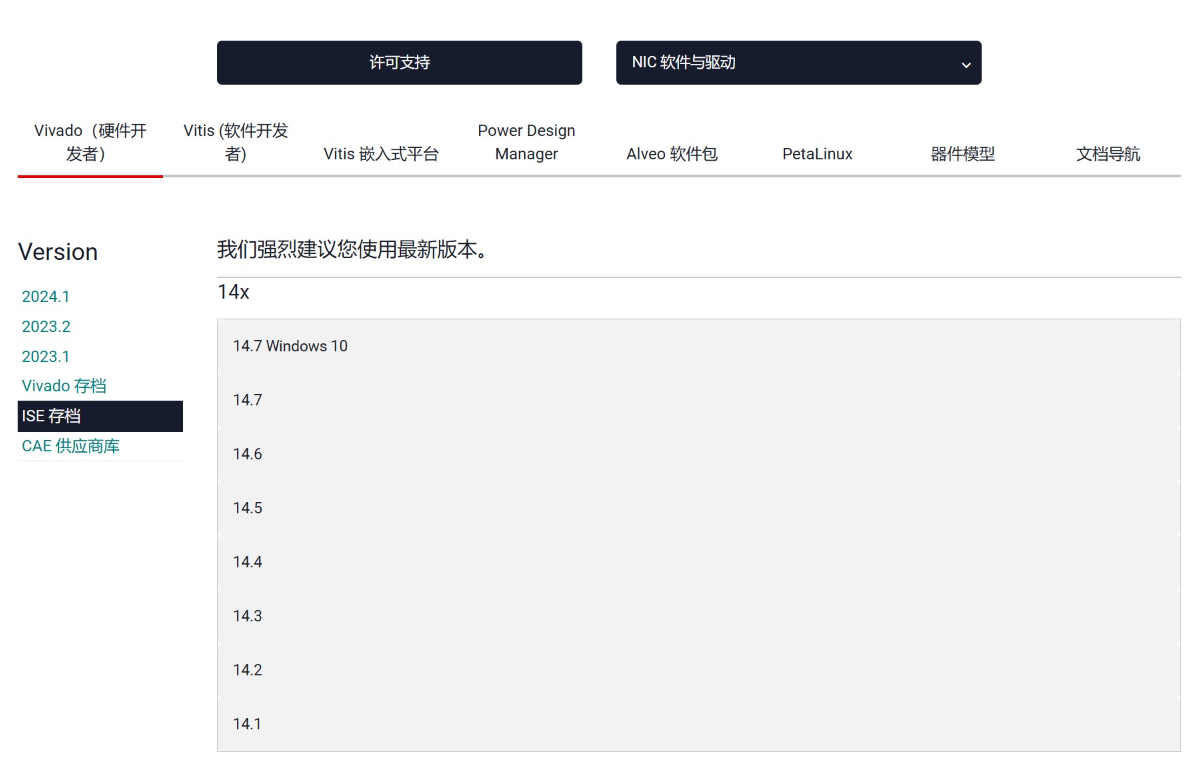 许可支持
NIC 软件与驱动
Vivado（硬件开
发者）
Vitis (软件开发
者)
Vitis 嵌入式平台
Power Design
Manager
Alveo 软件包
PetaLinux
器件模型
文档导航
Version
2024.1
2023.2
2023.1
Vivado 存档
ISE 存档
CAE 供应商库
我们强烈建议您使用最新版本。
14x
14.7 Windows 10
14.7
14.6
14.5
14.4
14.3
14.2
14.1